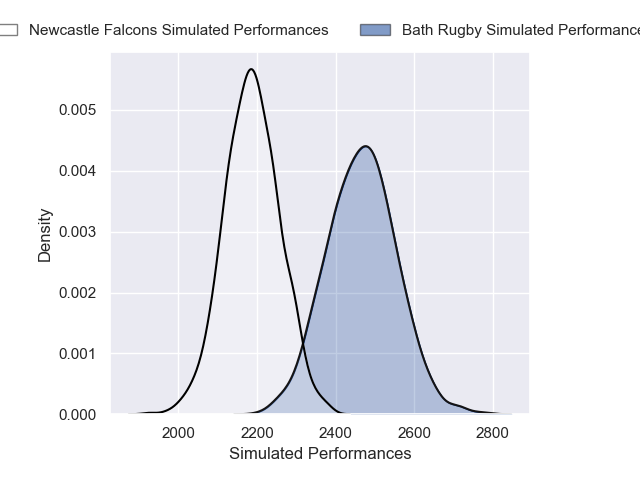 Newcastle Falcons Simulated Performances
Bath Rugby Simulated Performance
0.005
0.004
0.003
0.002
0.001
0.000
Density
2000 2200 2400 2600 2800
Simulated Performances